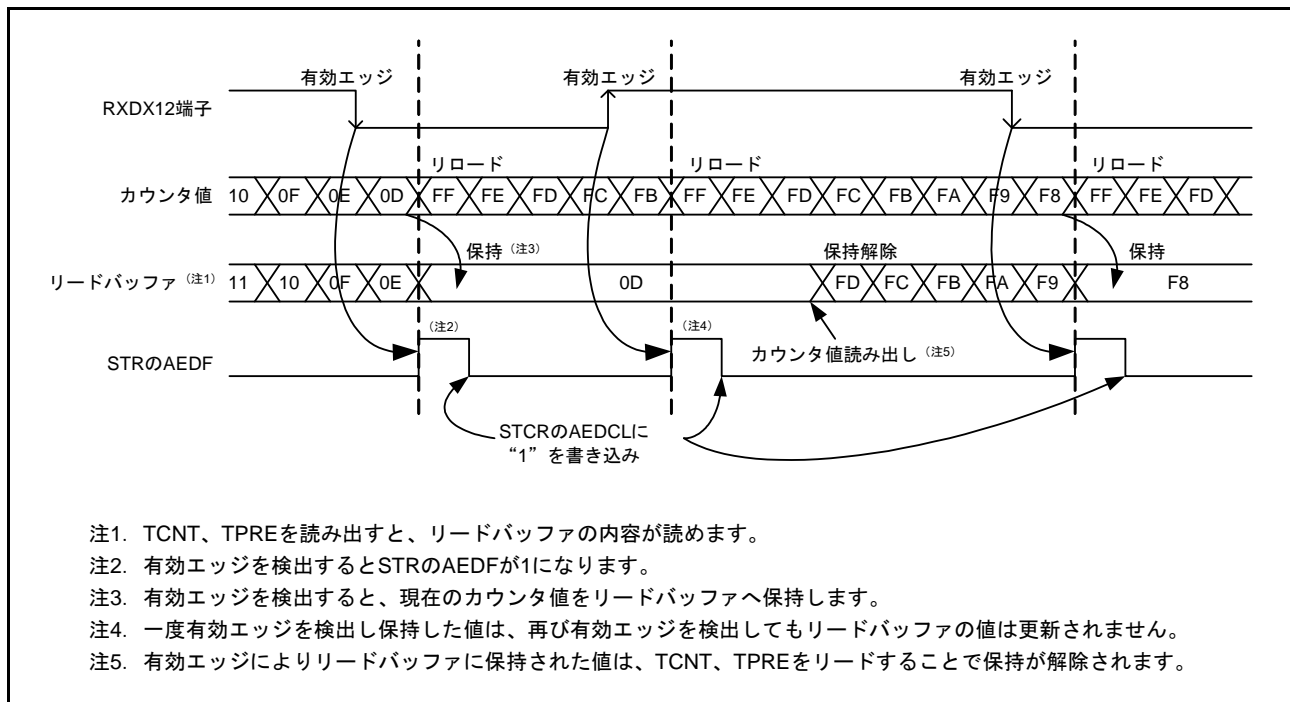 有効エッジ 有効エッジ 有効エッジ
RXDX12端子
リロード リロード リロード
カウンタ値 10 0F 0E 0D FF FE FD FC FB FF FE FD FC FB FA F9 F8 FF FE FD
保持（注3） 保持解除 保持
リードバッファ（注1） 11 10 0F 0E 0D FD FC FB FA F9 F8
（注2） （注4） カウンタ値読み出し（注5）
STRのAEDF
STCRのAEDCLに
“1”を書き込み
注1. TCNT、TPREを読み出すと、リードバッファの内容が読めます。
注2. 有効エッジを検出するとSTRのAEDFが1になります。
注3. 有効エッジを検出すると、現在のカウンタ値をリードバッファへ保持します。
注4. 一度有効エッジを検出し保持した値は、再び有効エッジを検出してもリードバッファの値は更新されません。
注5. 有効エッジによりリードバッファに保持された値は、TCNT、TPREをリードすることで保持が解除されます。